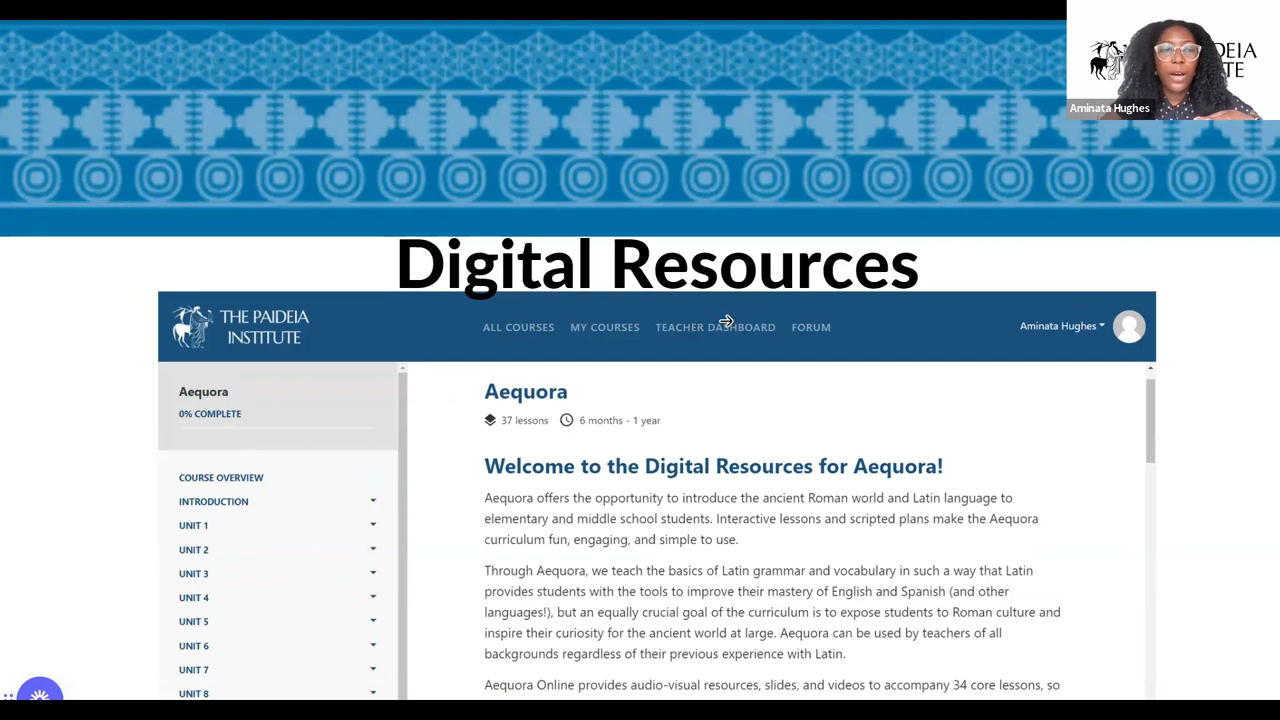 DEIA
TE
Aminata Hughes
Digital Resources
THE PAIDEIA
INSTITUTE
ALL COURSES
MY COURSES
TEACHER DASHBOARD
FORUM
Aminata Hughes
Aequora
0% COMPLETE
COURSE OVERVIEW
INTRODUCTION
UNIT 1
UNIT 2
UNIT 3
UNIT 4
UNIT 5
UNIT 6
UNIT 7
UNIT 8
Aequora
37 lessons
6 months - 1 year
Welcome to the Digital Resources for Aequora!
Aequora offers the opportunity to introduce the ancient Roman world and Latin language to
elementary and middle school students. Interactive lessons and scripted plans make the Aequora
curriculum fun, engaging, and simple to use.
Through Aequora, we teach the basics of Latin grammar and vocabulary in such a way that Latin
provides students with the tools to improve their mastery of English and Spanish (and other
languages!), but an equally crucial goal of the curriculum is to expose students to Roman culture and
inspire their curiosity for the ancient world at large. Aequora can be used by teachers of all
backgrounds regardless of their previous experience with Latin.
Aequora Online provides audio-visual resources, slides, and videos to accompany 34 core lessons, so